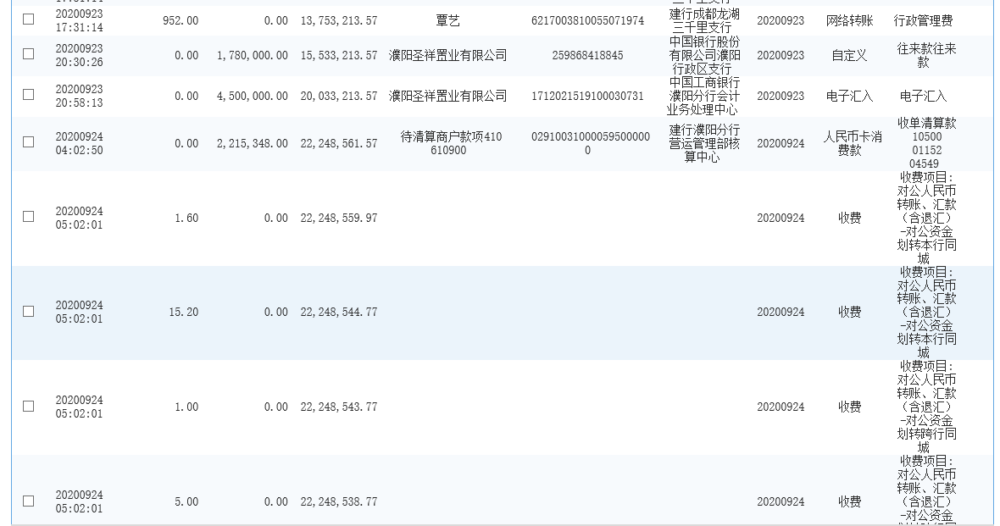 三千里支行
20200923
17:31:14
952.00
0.00
13,753,213.57
覃艺
6217003810055071974
建行成都龙湖
三千里支行
20200923
网络转账
行政管理费
20200923
20:30:26
0.00
1,780,000.00
15,533,213.57
濮阳圣祥置业有限公司
259868418845
中国银行股份
有限公司濮阳
行政区支行
20200923
自定义
往来款往来
款
20200923
20:58:13
0.00
4,500,000.00
20,033,213.57
濮阳圣祥置业有限公司
1712021519100030731
中国工商银行
濮阳分行会计
业务处理中心
20200923
电子汇入
电子汇入
20200924
04:02:50
0.00
2,215,348.00
22,248,561.57
待清算商户款项410
610900
02910031000059500000
0
建行濮阳分行
营运管理部核
算中心
20200924
人民币卡消
费款
收单清算款
10500
01152
04549
20200924
05:02:01
1.60
0.00
22,248,559.97
20200924
收费
收费项目:
对公人民币
转账、汇款
（含退汇）
-对公资金
划转本行同
城
20200924
05:02:01
15.20
0.00
22,248,544.77
20200924
收费
收费项目:
对公人民币
转账、汇款
（含退汇）
-对公资金
划转本行同
城
20200924
05:02:01
1.00
0.00
22,248,543.77
20200924
收费
收费项目:
对公人民币
转账、汇款
（含退汇）
-对公资金
划转跨行同
城
20200924
05:02:01
5.00
0.00
22,248,538.77
20200924
收费
收费项目:
对公人民币
转账、汇款
（含退汇）
-对公资金